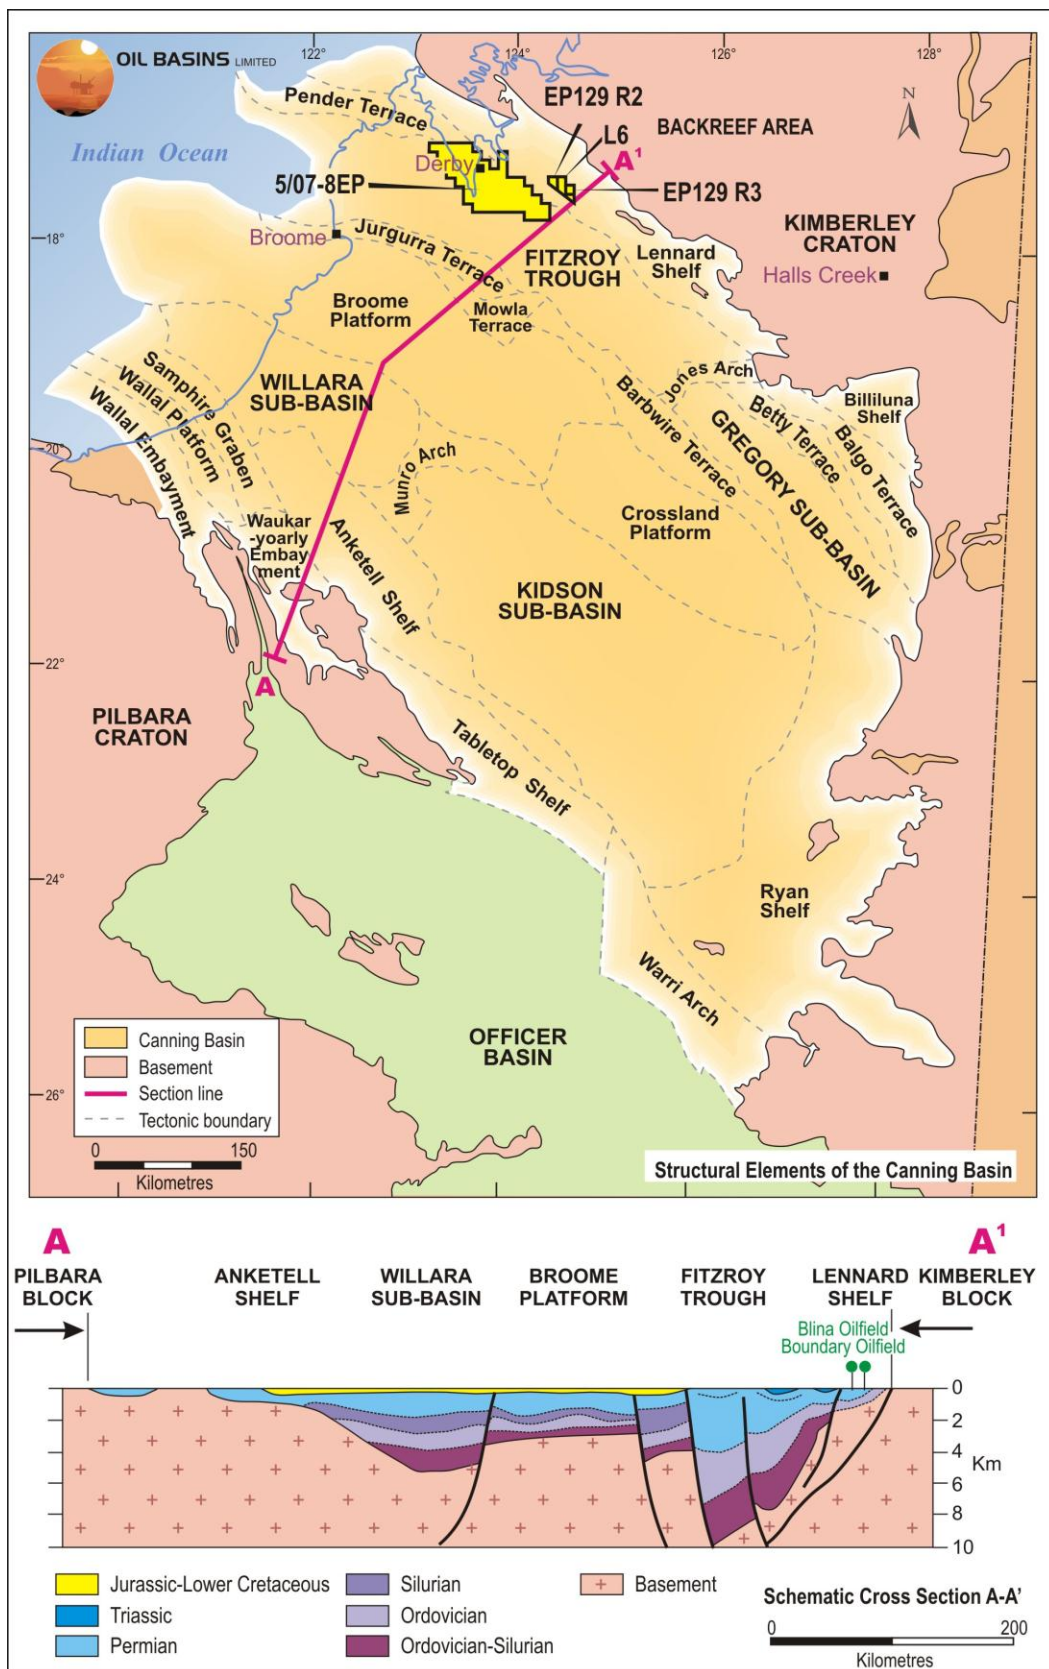 OIL BASINS LIMITED
122°
124°
126°
128°
N
Pender Terrace
EP129 R2
L6
BACKREEF AREA
A¹
Indian Ocean
Derby
5/07-8EP
EP129 R3
18°
Broome
Jurgurra Terrace
FITZROY
TROUGH
Lennard
Shelf
KIMBERLEY
CRATON
Halls Creek
Broome
Platform
Mowla
Terrace
Samphire Graben
Wallal Platform
Wallal Embayment
WILLARA
SUB-BASIN
Jones Arch
Barbwire Terrace
Betty Terrace
Billiluna
Shelf
Balgo Terrace
GREGORY SUB-BASIN
20°
Munro Arch
Crossland
Platform
Waukar
-yoarly
Embay
ment
Anketell Shelf
KIDSON
SUB-BASIN
22°
A
PILBARA
CRATON
Tabletop Shelf
24°
Ryan
Shelf
Warri Arch
OFFICER
BASIN
Canning Basin
Basement
Section line
Tectonic boundary
26°
0 150
Kilometres
Structural Elements of the Canning Basin
A A¹
PILBARA
BLOCK
ANKETELL
SHELF
WILLARA
SUB-BASIN
BROOME
PLATFORM
FITZROY
TROUGH
LENNARD
SHELF
KIMBERLEY
BLOCK
Blina Oilfield
Boundary Oilfield
0
2
4
Km
6
8
10
Jurassic-Lower Cretaceous
Triassic
Permian
Silurian
Ordovician
Ordovician-Silurian
Basement
Schematic Cross Section A-A'
0 200
Kilometres